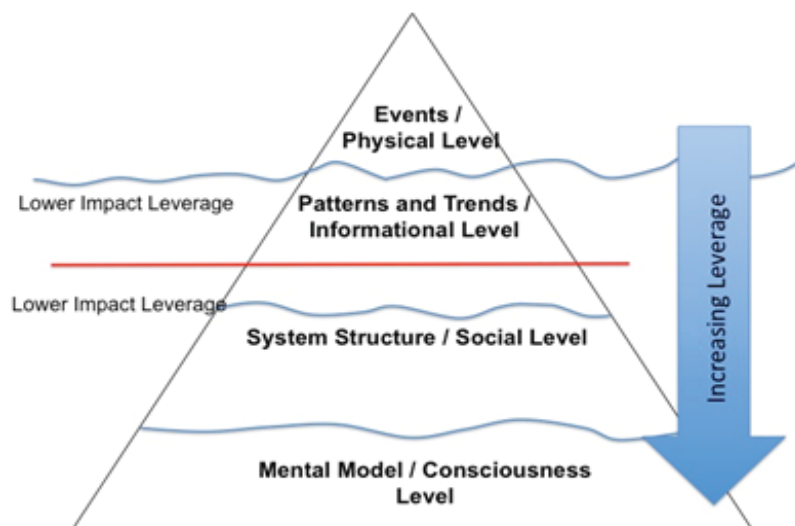 Events /
Physical Level
Lower Impact Leverage
Patterns and Trends /
Informational Level
Lower Impact Leverage
System Structure / Social Level
Mental Model / Consciousness
Level
Increasing Leverage